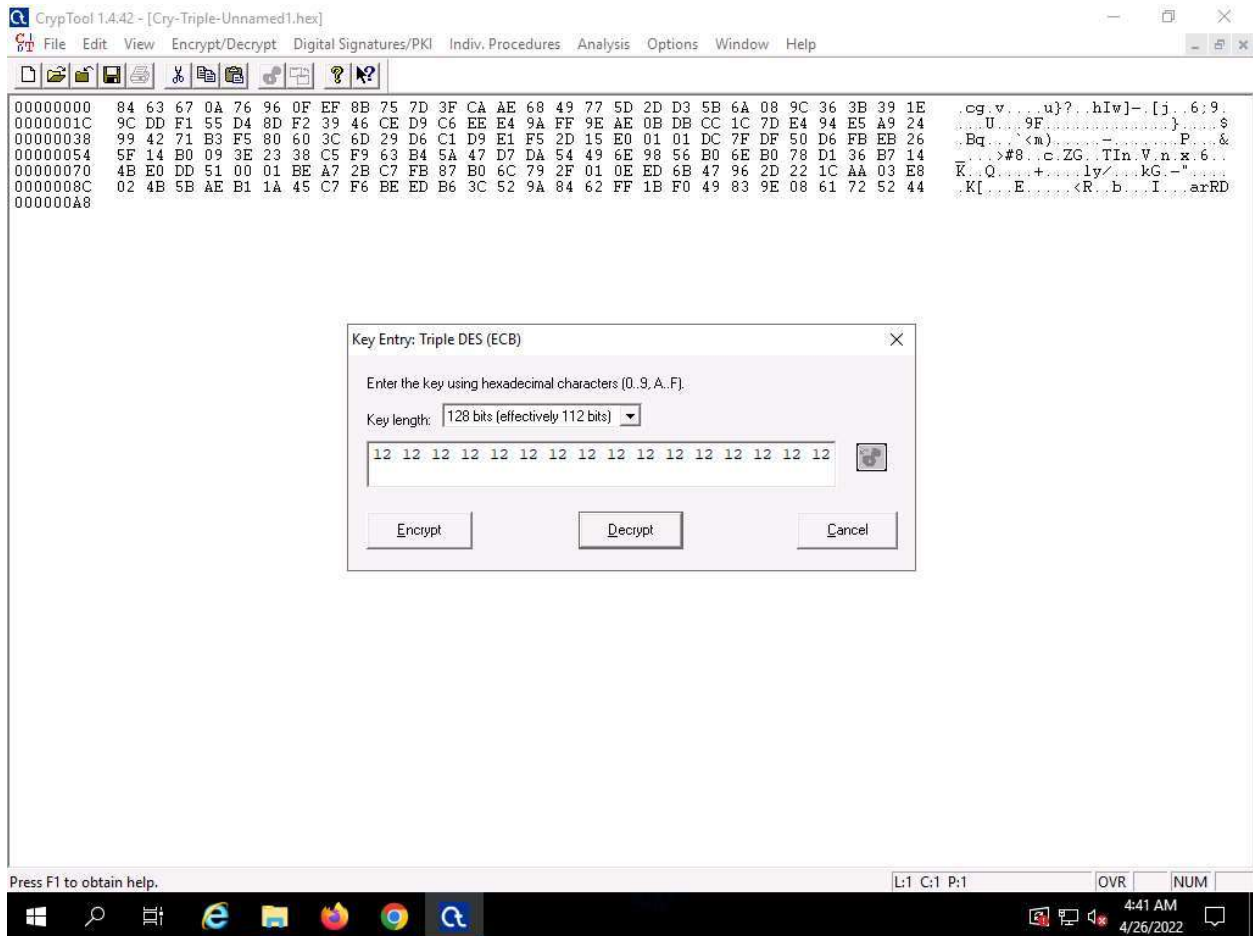 CrypTool 1.4.42 - [Cry-Triple-Unnamed1.hex]
File Edit View Encrypt/Decrypt Digital Signatures/PKI Indiv. Procedures Analysis Options Window Help
00000000 84 63 67 0A 76 96 0F EF 8B 75 7D 3F CA AE 68 49 77 5D 2D D3 5B 6A 08 9C 36 3B 39 1E .cg.v....u}?..hIw]-.[j..6;9.
0000001C 9C DD F1 55 D4 8D F2 39 46 CE D9 C6 EE E4 9A FF 9E AE 0B DB CC 1C 7D E4 94 E5 A9 24 ...U...9F.............}....$
00000038 99 42 71 B3 F5 80 60 3C 6D 29 D6 C1 D9 E1 F5 2D 15 E0 01 01 DC 7F DF 50 D6 FB EB 26 .Bq...`<m).....-.......P...&
00000054 5F 14 B0 09 3E 23 38 C5 F9 63 B4 5A 47 D7 DA 54 49 6E 98 56 B0 6E B0 78 D1 36 B7 14 _...>#8..c.ZG..TIn.V.n.x.6..
00000070 4B E0 DD 51 00 01 BE A7 2B C7 FB 87 B0 6C 79 2F 01 0E ED 6B 47 96 2D 22 1C AA 03 E8 K..Q....+....ly/...kG.-"....
0000008C 02 4B 5B AE B1 1A 45 C7 F6 BE ED B6 3C 52 9A 84 62 FF 1B F0 49 83 9E 08 61 72 52 44 .K[...E.....<R..b...I...arRD
000000A8
Key Entry: Triple DES (ECB)
Enter the key using hexadecimal characters (0..9, A..F).
Key length: 128 bits (effectively 112 bits)
12 12 12 12 12 12 12 12 12 12 12 12 12 12 12 12
Encrypt Decrypt Cancel
Press F1 to obtain help. L:1 C:1 P:1 OVR NUM
4:41 AM
4/26/2022